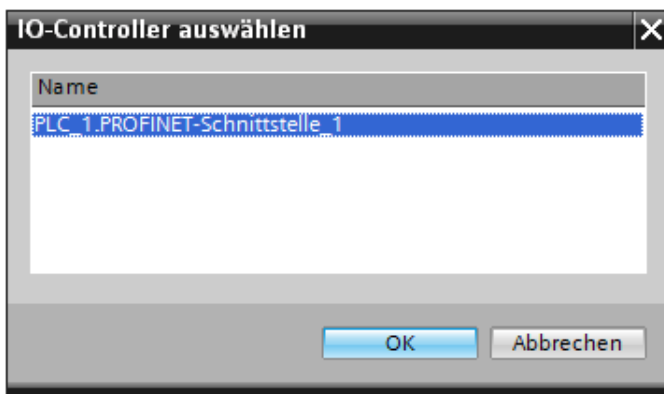 IO-Controller auswählen
Name
PLC_1.PROFINET-Schnittstelle_1
OK
Abbrechen